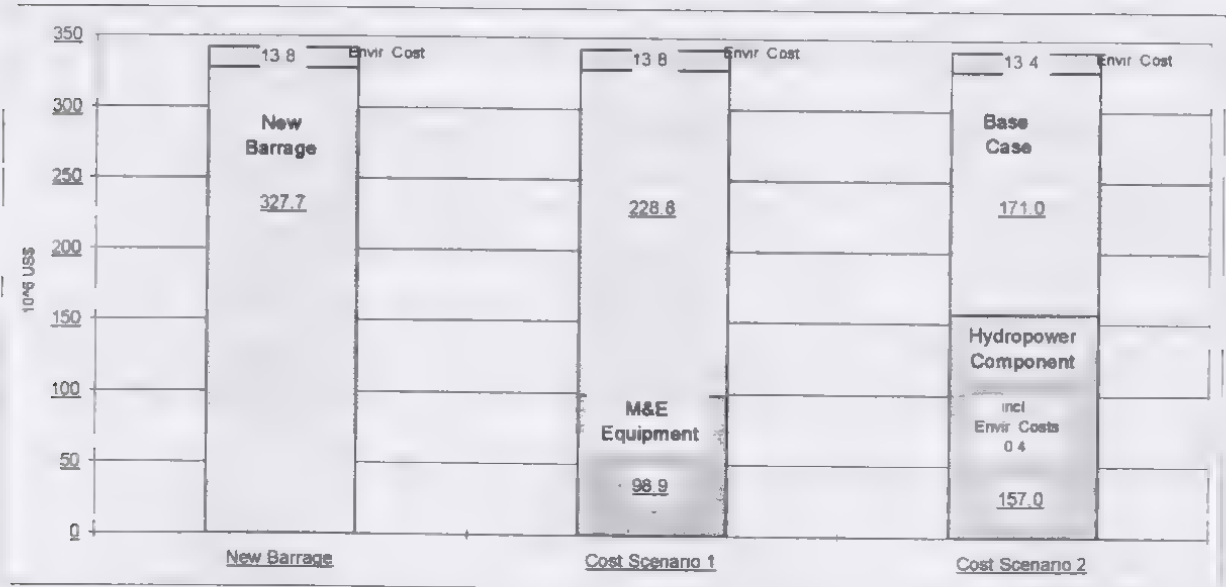 350
300
250
200
150
100
50
0
10^6 US$
13 8
Envir Cost
New
Barrage
327.7
New Barrage
13 8
Envir Cost
228.8
M&E
Equipment
98.9
Cost Scenario 1
13 4
Envir Cost
Base
Case
171.0
Hydropower
Component
incl
Envir Costs
0 4
157.0
Cost Scenario 2